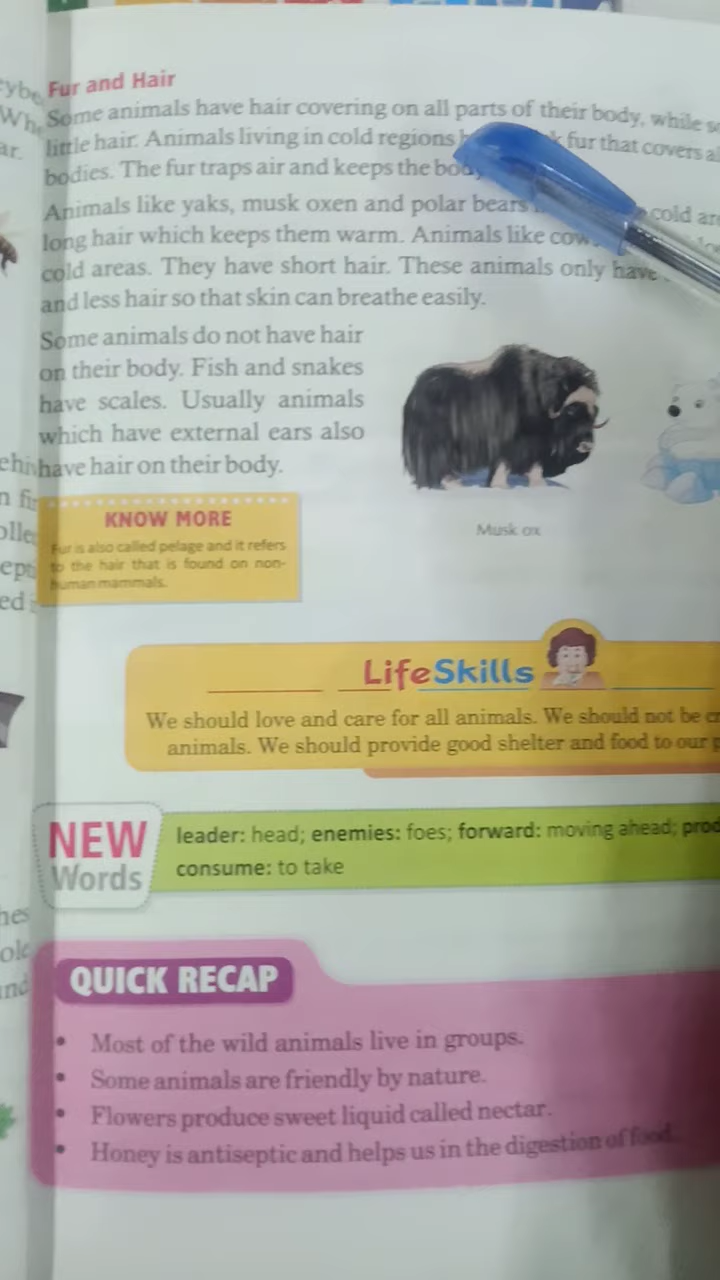 Fur and Hair
Some animals have hair covering on all parts of their body, while
little hair. Animals living in cold regions fur that covers
bodies. The fur traps air and keeps the body
Animals like yaks, musk oxen and polar bears cold
long hair which keeps them warm. Animals like
cold areas. They have short hair. These animals only have
and less hair so that skin can breathe easily.
Some animals do not have hair
on their body. Fish and snakes
have scales. Usually animals
which have external ears also
have hair on their body.
Musk ox
KNOW MORE
Fur is also called pelage and it refers
to the hair that is found on non-
human mammals.
LifeSkills
We should love and care for all animals. We should not be
animals. We should provide good shelter and food to our
NEW
Words
leader: head; enemies: foes; forward: moving ahead;
consume: to take
QUICK RECAP
• Most of the wild animals live in groups.
• Some animals are friendly by nature.
• Flowers produce sweet liquid called nectar.
• Honey is antiseptic and helps us in the digestion of food.